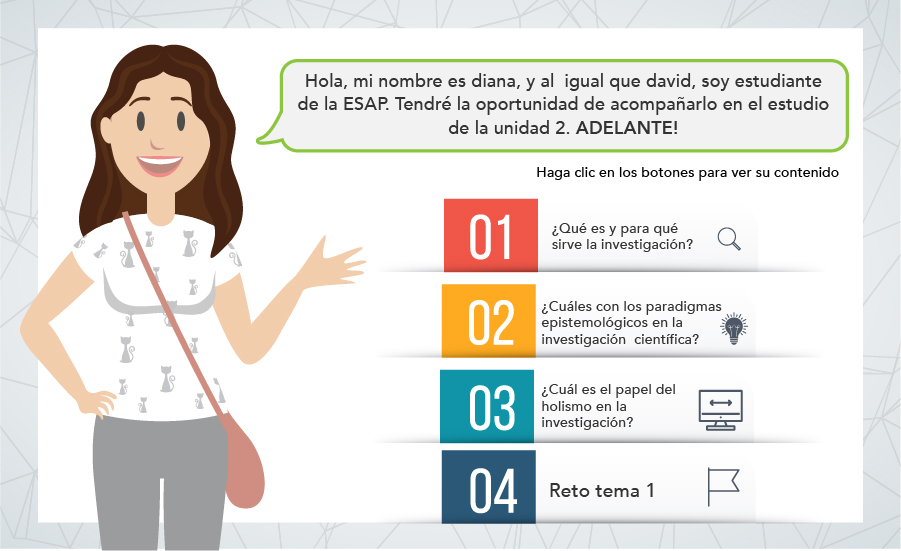 Hola, mi nombre es diana, y al igual que david, soy estudiante
de la ESAP. Tendré la oportunidad de acompañarlo en el estudio
de la unidad 2. ADELANTE!
Haga clic en los botones para ver su contenido
01
¿Qué es y para qué
sirve la investigación?
02
¿Cuáles con los paradigmas
epistemológicos en la
investigación científica?
03
¿Cuál es el papel del
holismo en la
investigación?
04
Reto tema 1